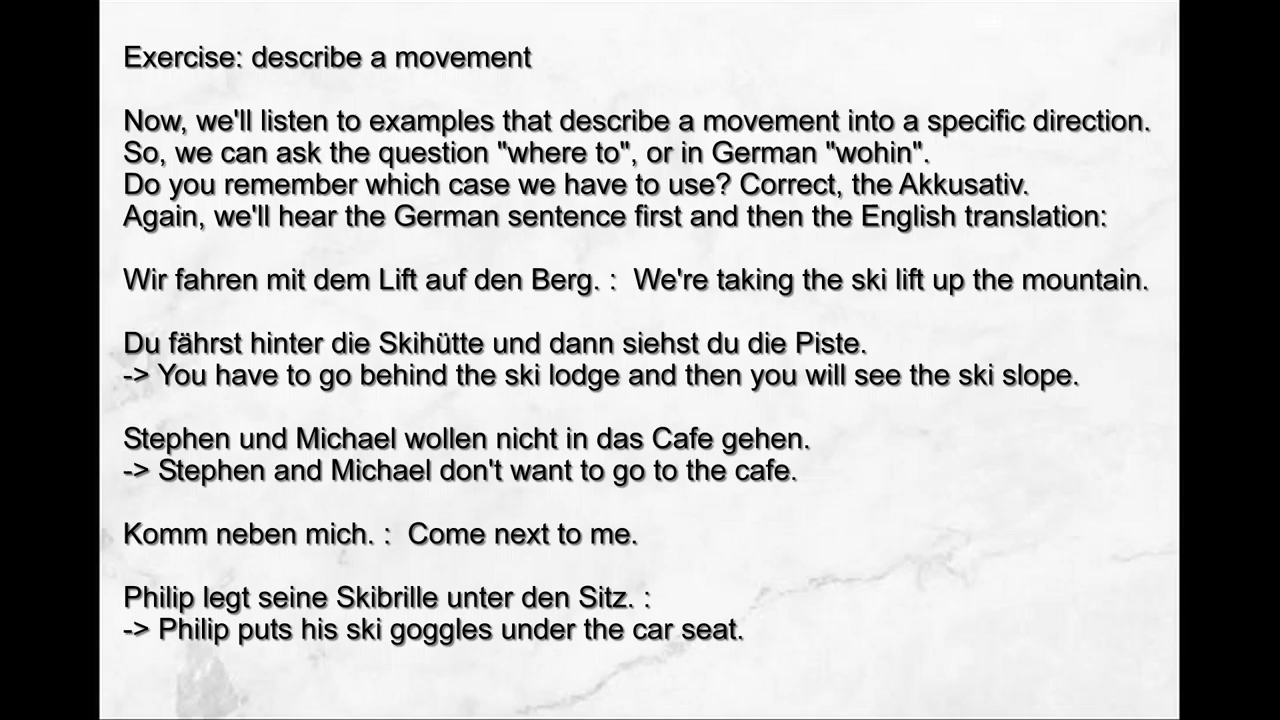 Exercise: describe a movement
Now, we'll listen to examples that describe a movement into a specific direction.
So, we can ask the question "where to", or in German "wohin".
Do you remember which case we have to use? Correct, the Akkusativ.
Again, we'll hear the German sentence first and then the English translation:
Wir fahren mit dem Lift auf den Berg. :  We're taking the ski lift up the mountain.
Du fährst hinter die Skihütte und dann siehst du die Piste.
-> You have to go behind the ski lodge and then you will see the ski slope.
Stephen und Michael wollen nicht in das Cafe gehen.
-> Stephen and Michael don't want to go to the cafe.
Komm neben mich. :  Come next to me.
Philip legt seine Skibrille unter den Sitz. :
-> Philip puts his ski goggles under the car seat.